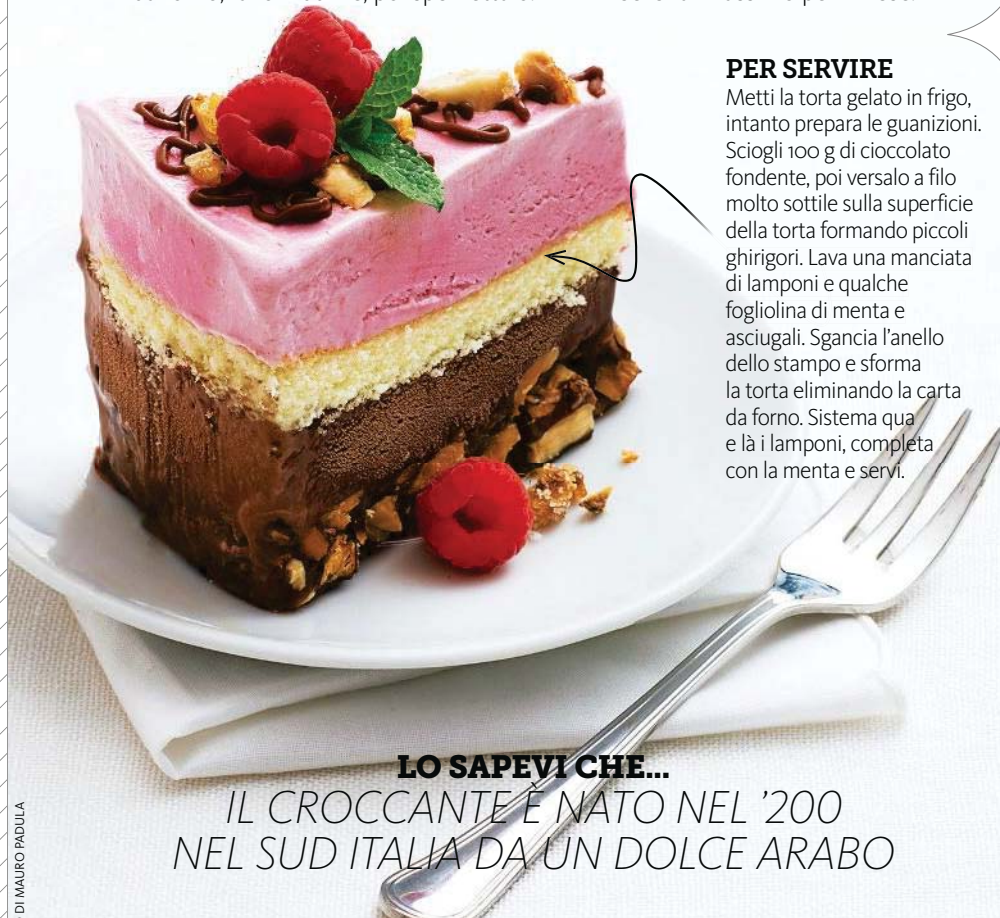 PER SERVIRE
Metti la torta gelato in frigo,
intanto prepara le guanizioni.
Sciogli 100 g di cioccolato
fondente, poi versalo a filo
molto sottile sulla superficie
della torta formando piccoli
ghirigori. Lava una manciata
di lamponi e qualche
fogliolina di menta e
asciugali. Sgancia l'anello
dello stampo e sforma
la torta eliminando la carta
da forno. Sistema qua
e là i lamponi, completa
con la menta e servi.
LO SAPEVI CHE...
IL CROCCANTE È NATO NEL '200
NEL SUD ITALIA DA UN DOLCE ARABO
DI MAURO PADULA